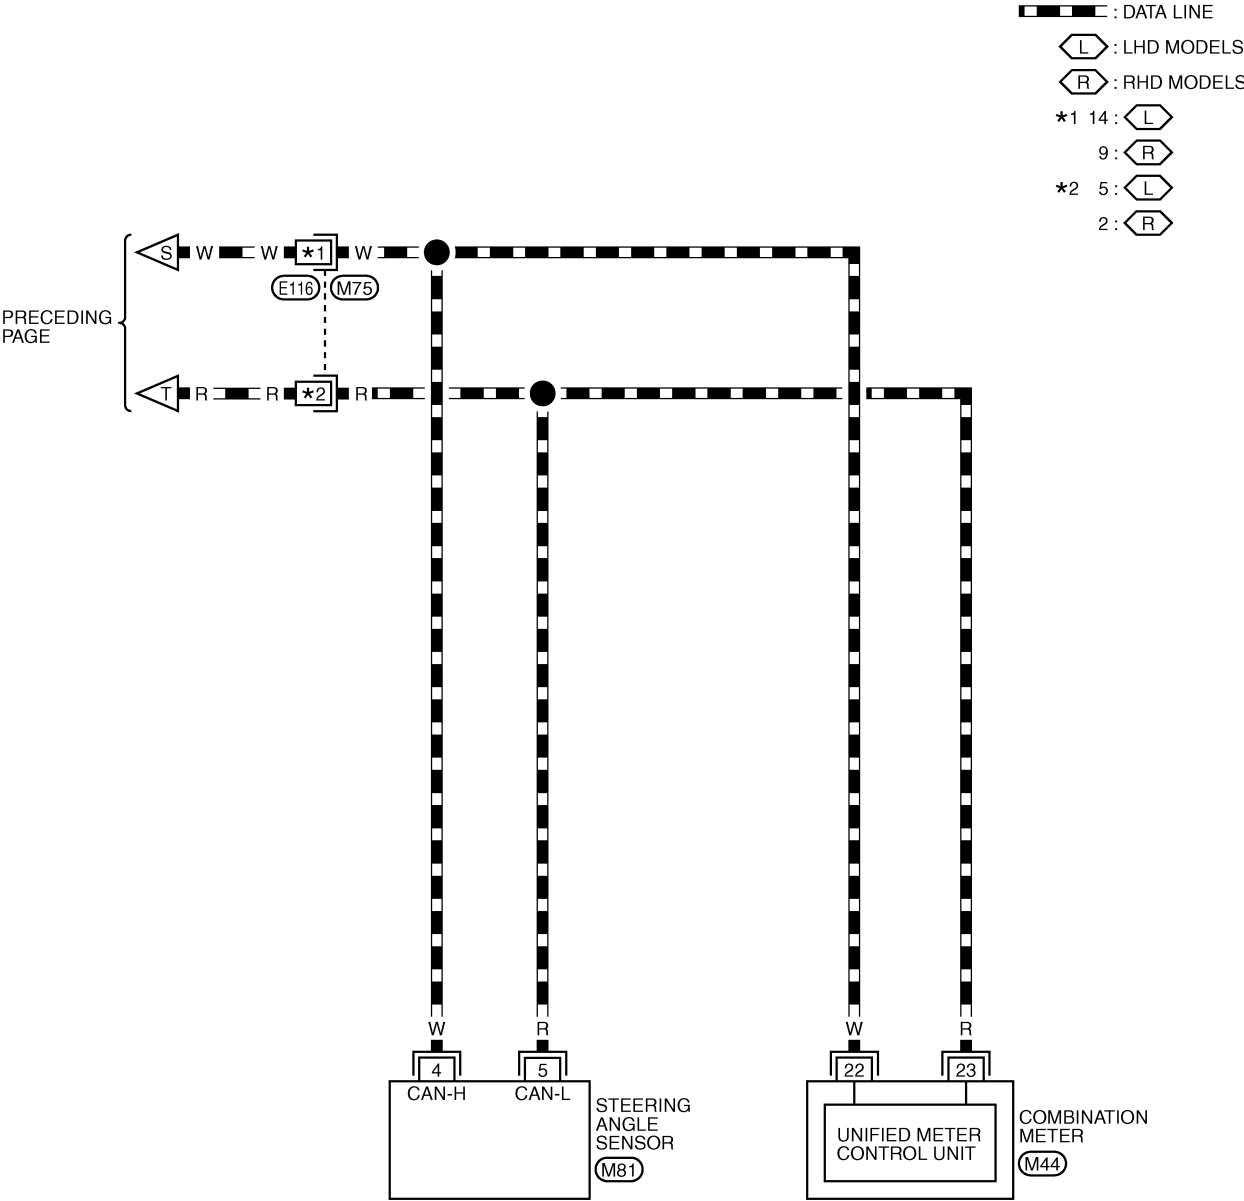 : DATA LINE
L : LHD MODELS
R : RHD MODELS
*1 14 : L
9 : R
*2 5 : L
2 : R
S W W *1 W
E116 M75
PRECEDING
PAGE
T R R *2 R
W R W R
4 5 22 23
CAN-H CAN-L
STEERING
ANGLE
SENSOR
M81
UNIFIED METER
CONTROL UNIT
COMBINATION
METER
M44